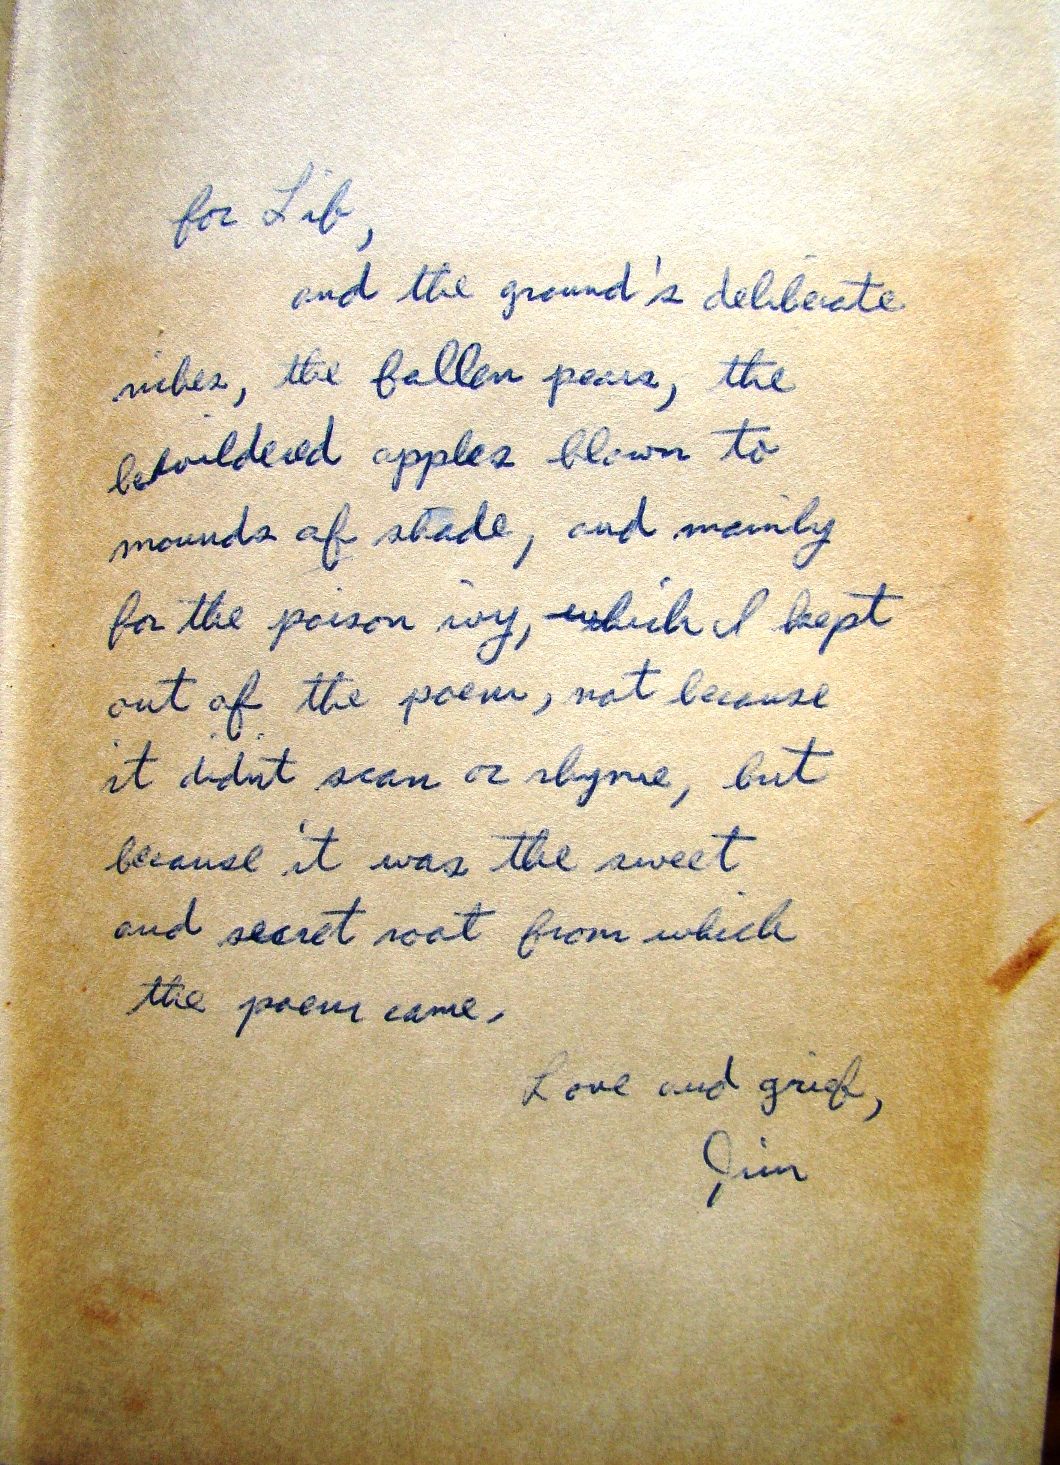 for Lib,
and the ground's deliberate
vibes, the fallen pears, the
bewildered apples blown to
mounds of shade, and mainly
for the poison ivy, which I kept
out of the poem, not because
it didn't scan or rhyme, but
because it was the sweet
and secret root from which
the poem came.
Love and grief,
Jim